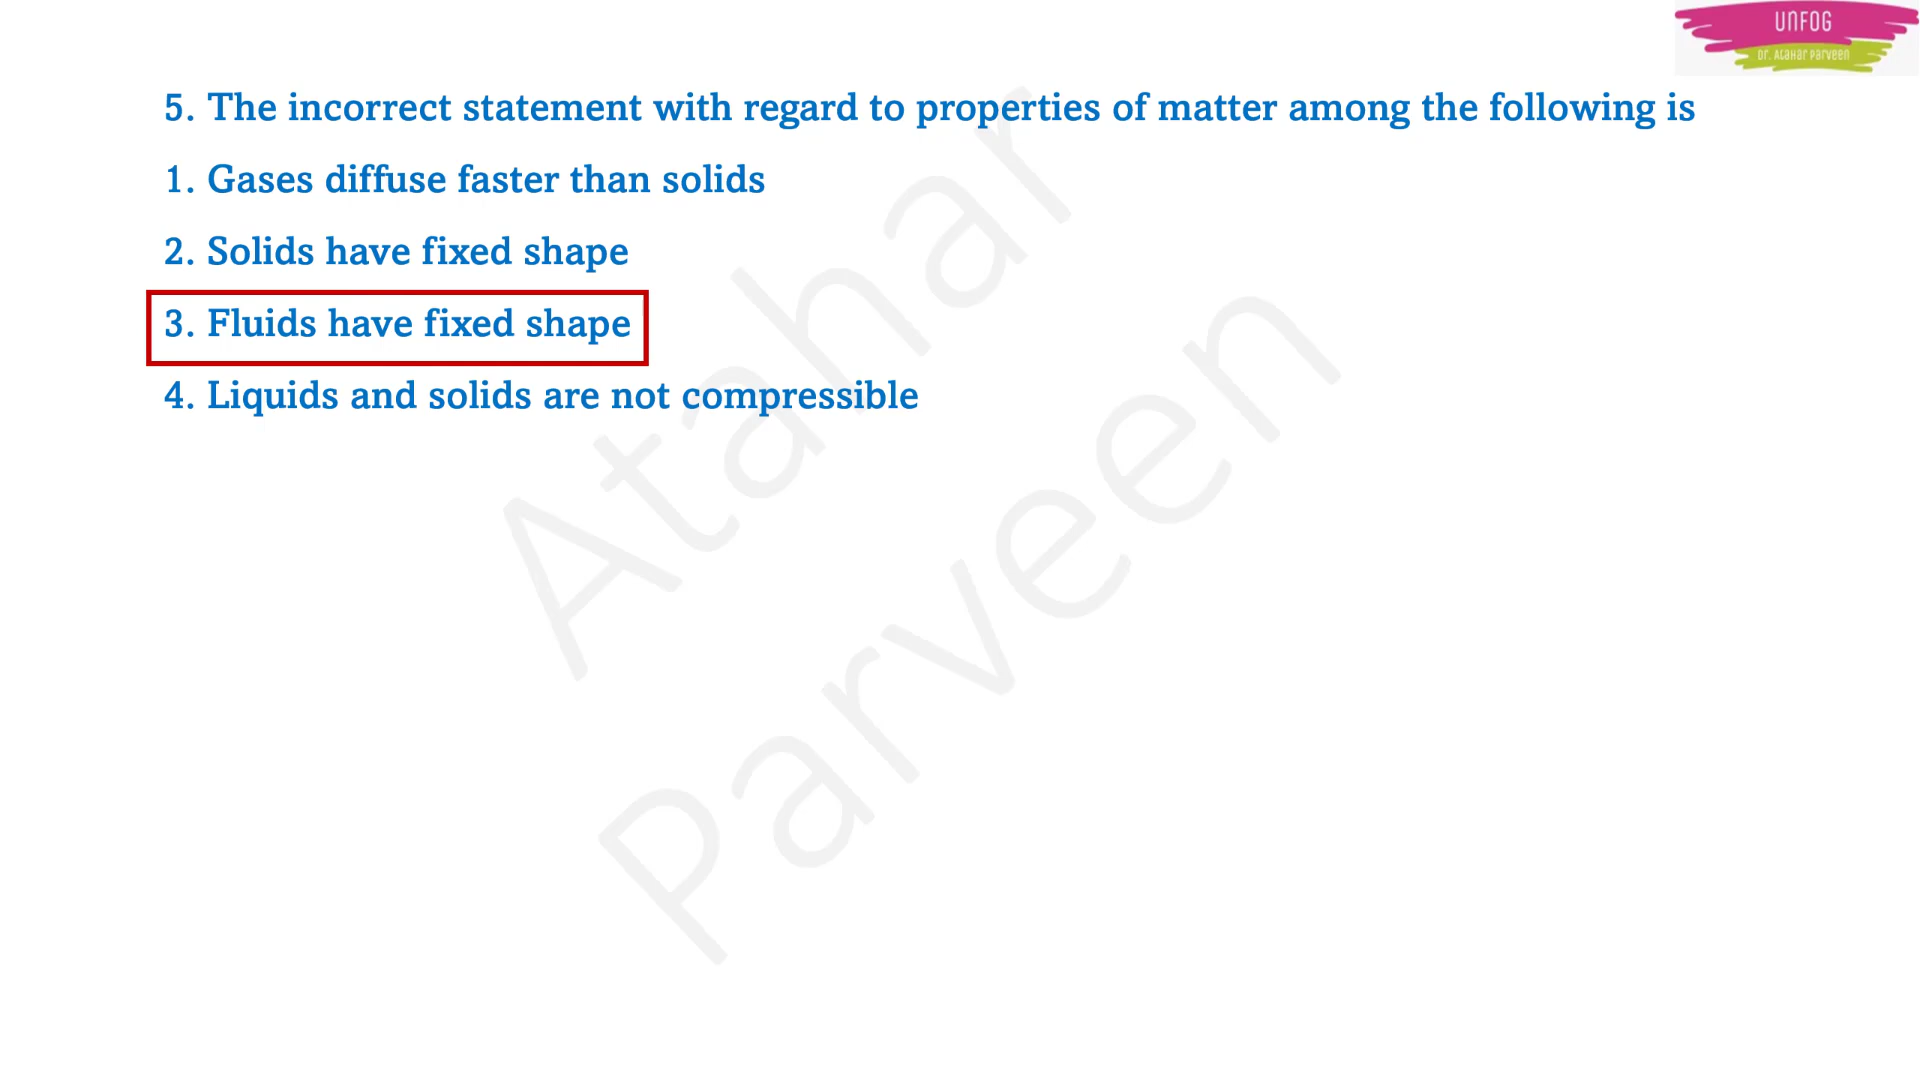 UNFOG
Dr. Atahar Parveen
5. The incorrect statement with regard to properties of matter among the following is
1. Gases diffuse faster than solids
2. Solids have fixed shape
3. Fluids have fixed shape
4. Liquids and solids are not compressible
Atahar
Parveen